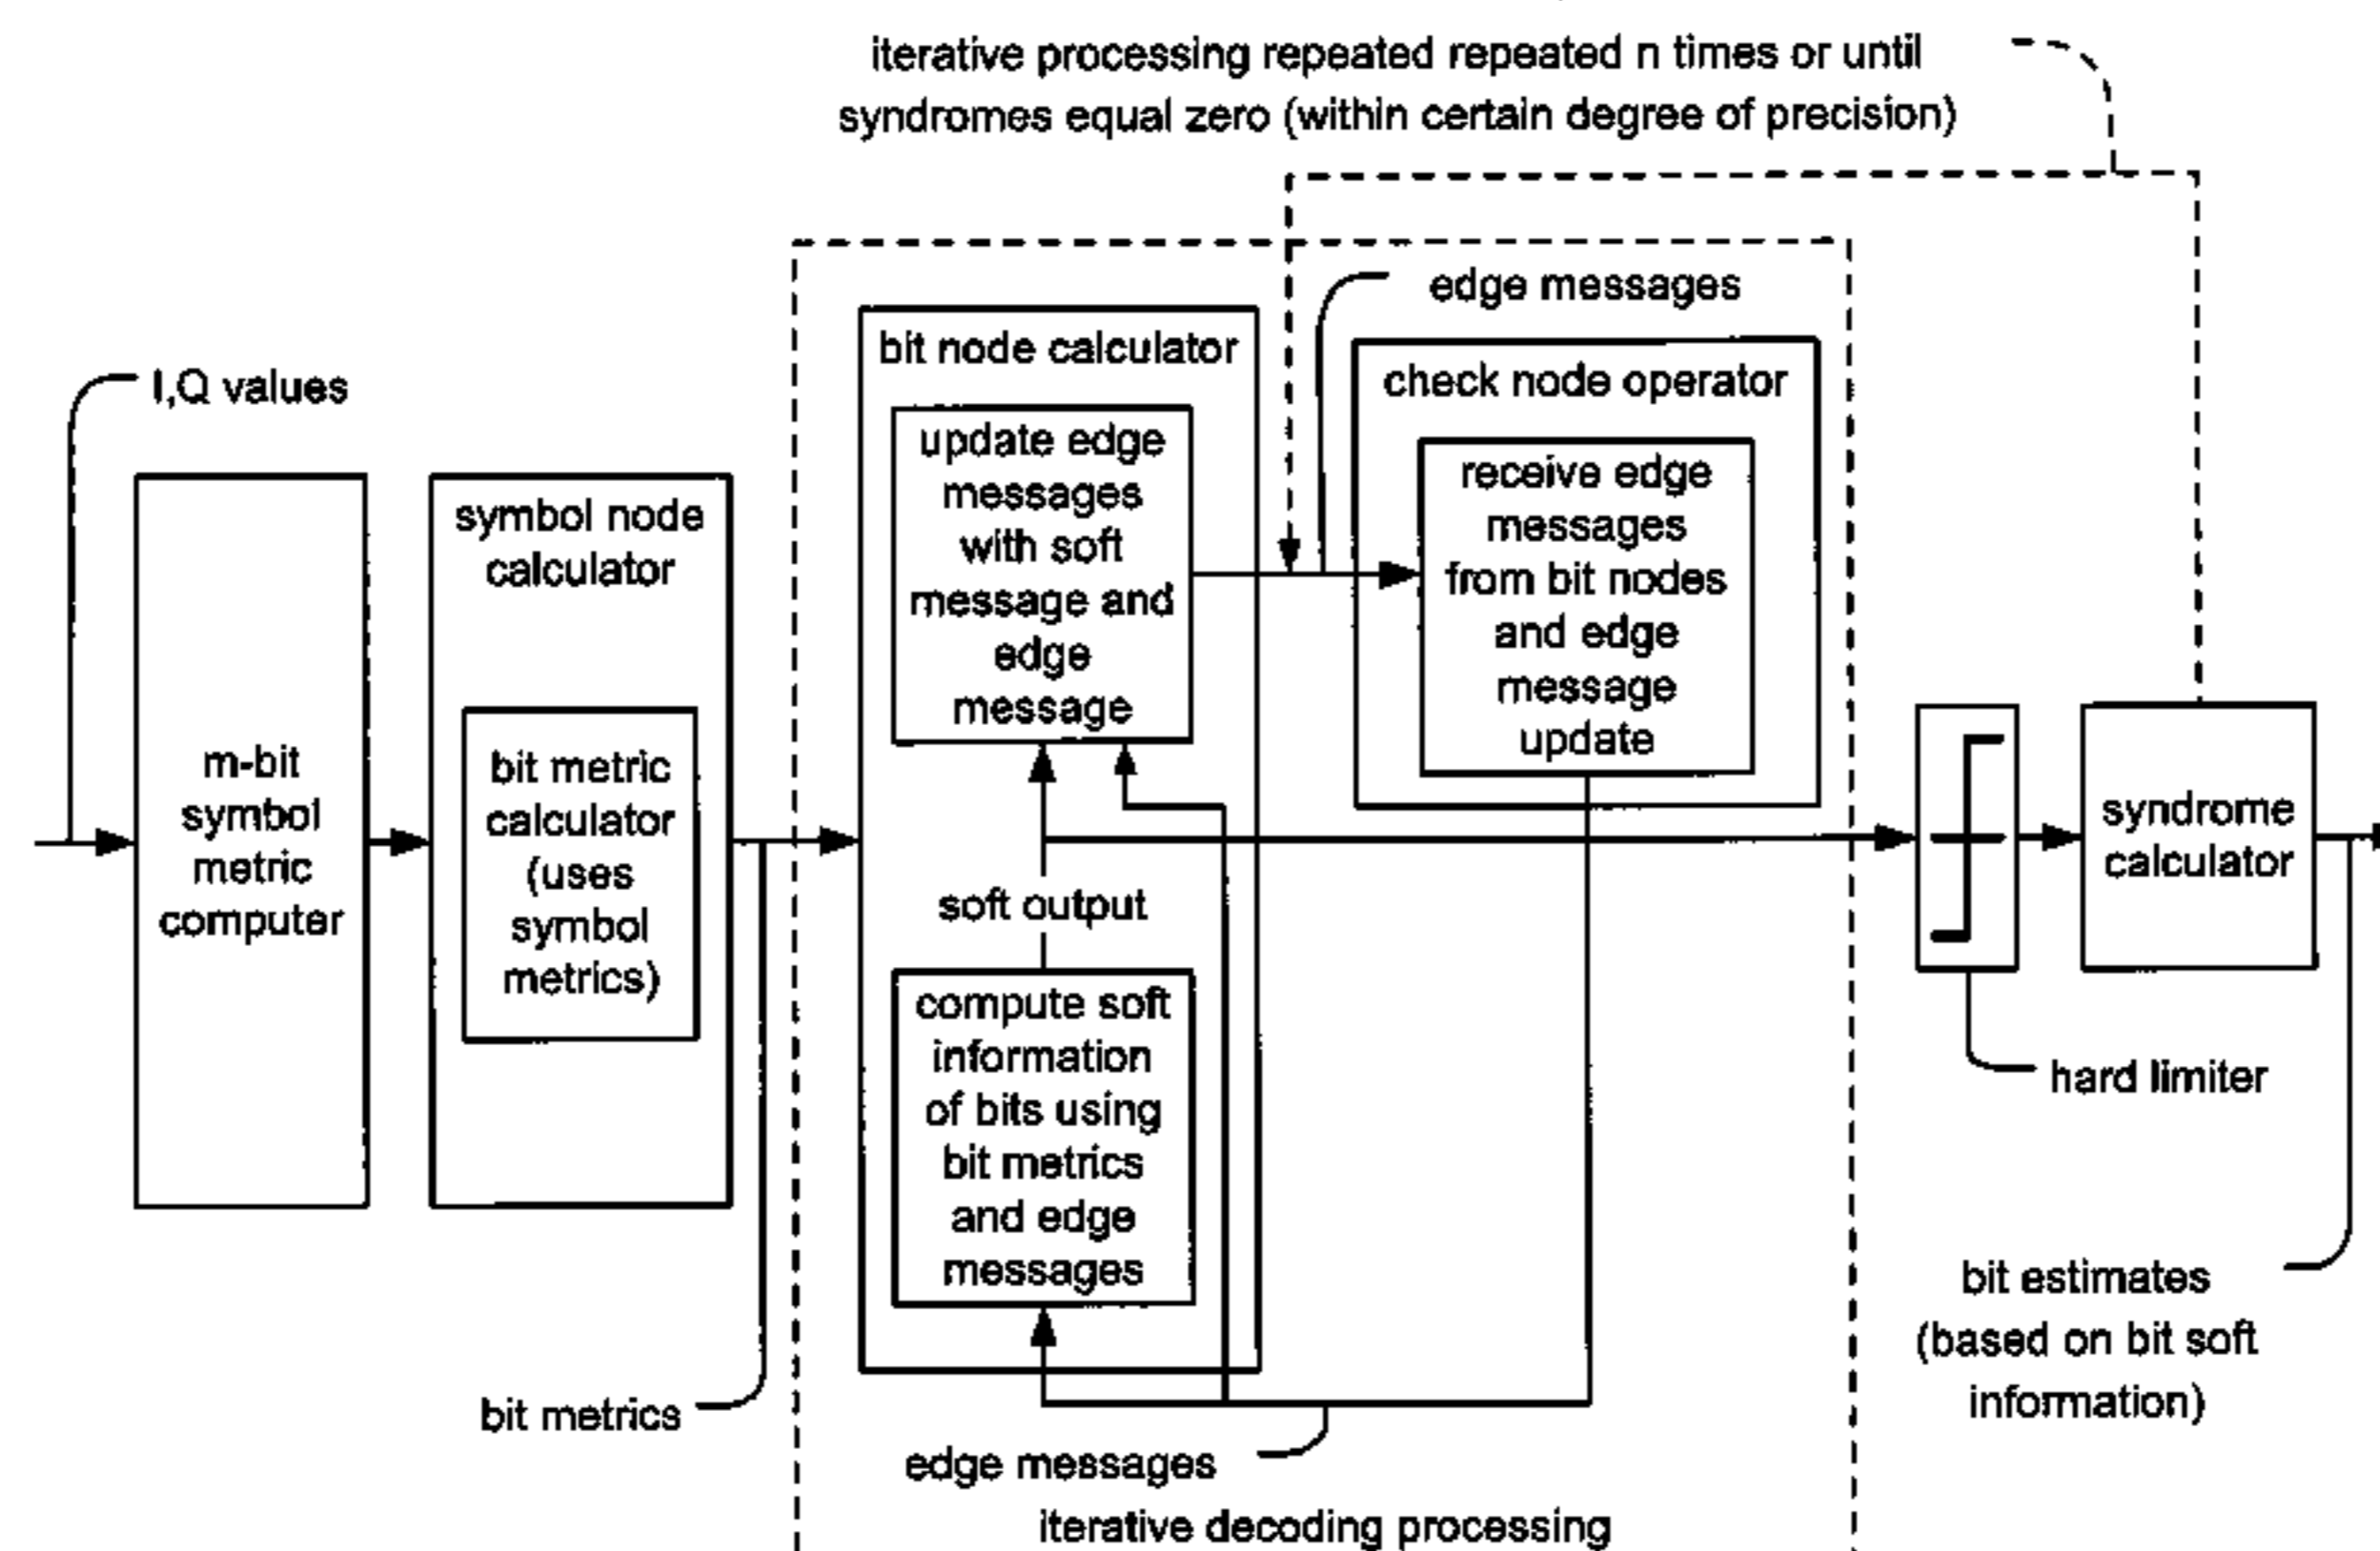 iterative processing repeated repeated n times or until
syndromes equal zero (within certain degree of precision)
I,Q values
m-bit
symbol
metric
computer
symbol node
calculator
bit metric
calculator
(uses
symbol
metrics)
bit metrics
bit node calculator
update edge
messages
with soft
message and
edge
message
soft output
compute soft
information
of bits using
bit metrics
and edge
messages
edge messages
check node operator
receive edge
messages
from bit nodes
and edge
message
update
edge messages
iterative decoding processing
hard limiter
syndrome
calculator
bit estimates
(based on bit soft
information)